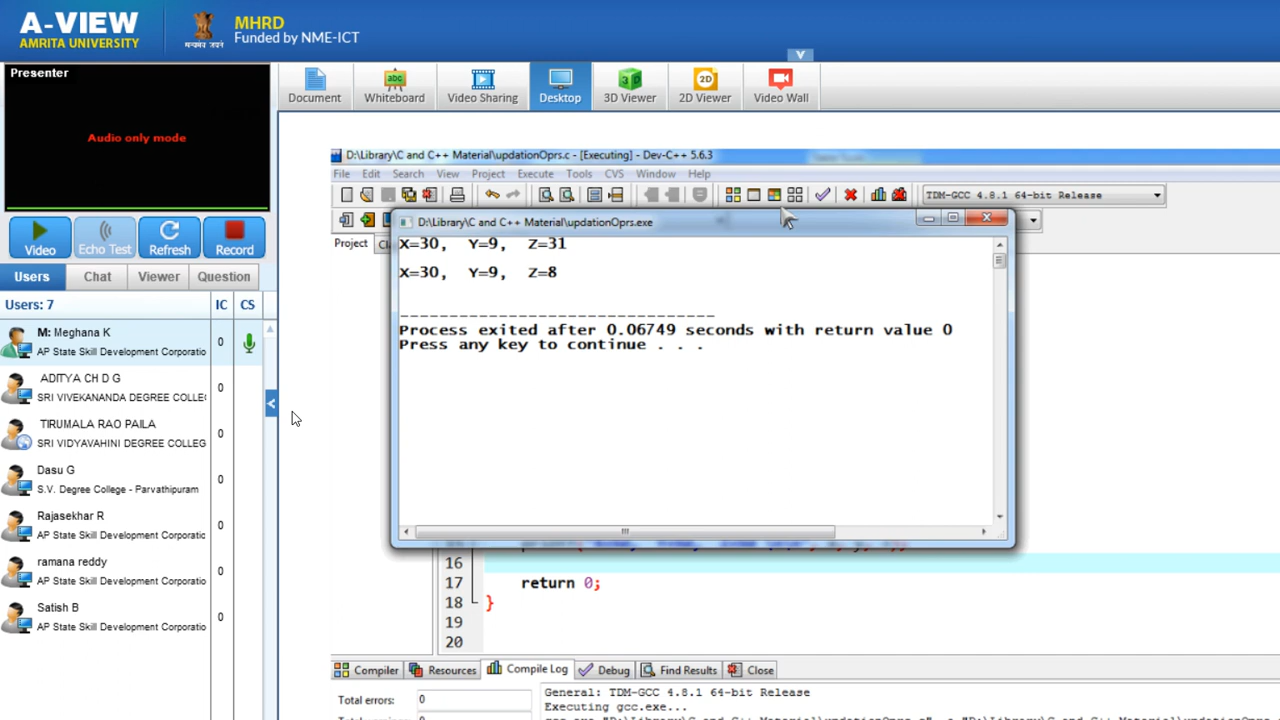 A-VIEW
AMRITA UNIVERSITY
सत्यमेव जयते
MHRD
Funded by NME-ICT
Presenter
Audio only mode
Video
Echo Test
Refresh
Record
Users
Chat
Viewer
Question
Users: 7
IC
CS
M: Meghana K
AP State Skill Development Corporatio
0
ADITYA CH D G
SRI VIVEKANANDA DEGREE COLLE
0
TIRUMALA RAO PAILA
SRI VIDYAVAHINI DEGREE COLLEG
0
Dasu G
S.V. Degree College - Parvathipuram
0
Rajasekhar R
AP State Skill Development Corporatio
0
ramana reddy
AP State Skill Development Corporatio
0
Satish B
AP State Skill Development Corporatio
0
Document
abc
Whiteboard
Video Sharing
Desktop
3D
3D Viewer
2D
2D Viewer
Video Wall
D:\Library\C and C++ Material\updationOprs.c - [Executing] - Dev-C++ 5.6.3
File Edit Search View Project Execute Tools CVS Window Help
TDM-GCC 4.8.1 64-bit Release
Project
D:\Library\C and C++ Material\updationOprs.exe
X=30, Y=9, Z=31
X=30, Y=9, Z=8
--------------------------------
Process exited after 0.06749 seconds with return value 0
Press any key to continue . . .
16
17 return 0;
18 }
19
20
Compiler
Resources
Compile Log
Debug
Find Results
Close
Total errors: 0
General: TDM-GCC 4.8.1 64-bit Release
Executing gcc.exe...